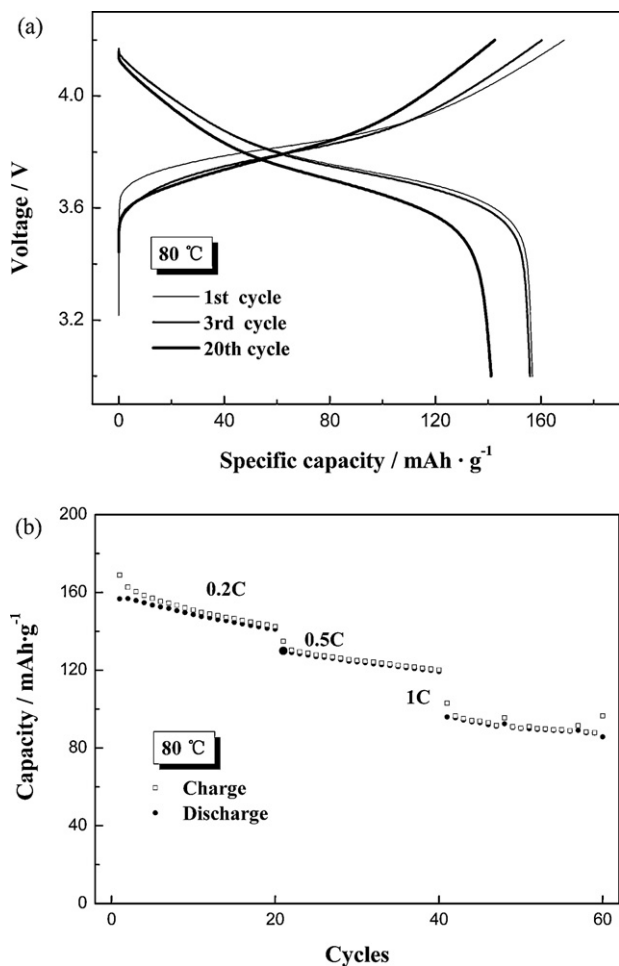 (a)
4.0
3.6
3.2
Voltage / V
80 ℃
1st cycle
3rd cycle
20th cycle
0 40 80 120 160
Specific capacity / mAh · g⁻¹
(b)
200
160
120
80
40
0
Capacity / mAh·g⁻¹
0.2C
0.5C
1C
80 ℃
Charge
Discharge
0 20 40 60
Cycles